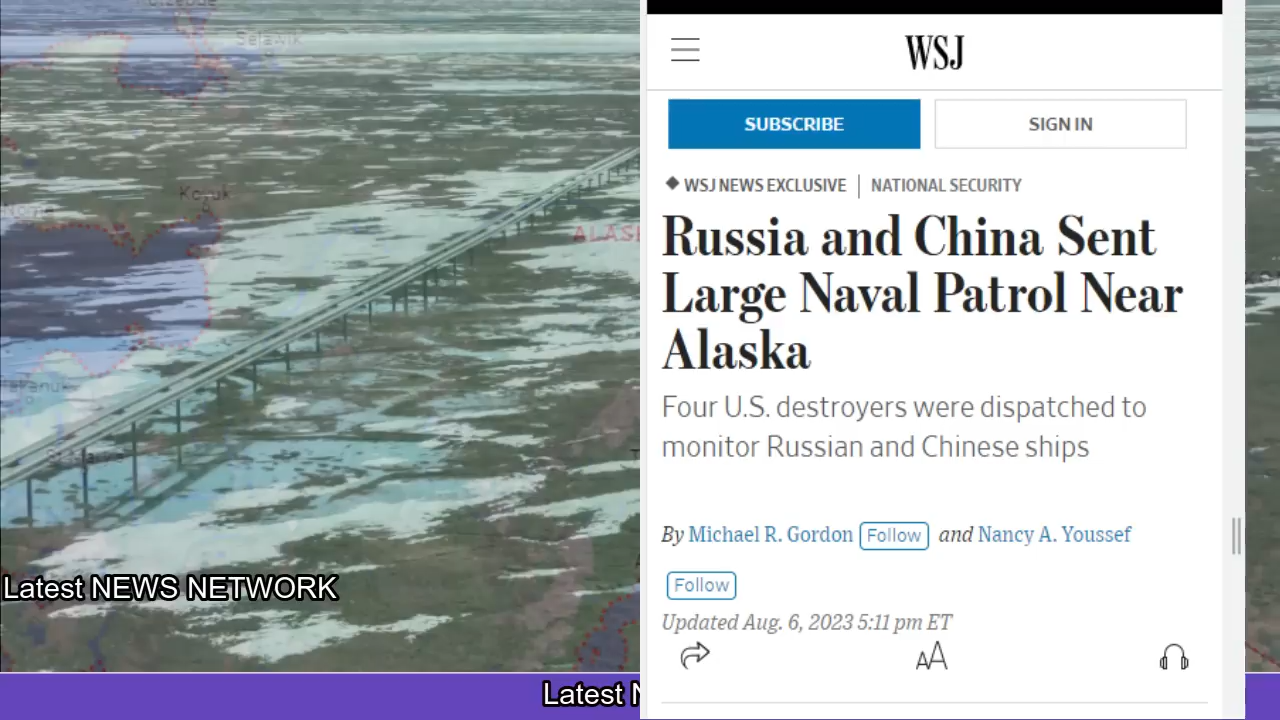 Selawik
Koyuk
ALAS
Latest NEWS NETWORK
Latest N
WSJ
SUBSCRIBE
SIGN IN
WSJ NEWS EXCLUSIVE | NATIONAL SECURITY
Russia and China Sent
Large Naval Patrol Near
Alaska
Four U.S. destroyers were dispatched to
monitor Russian and Chinese ships
By Michael R. Gordon Follow and Nancy A. Youssef
Follow
Updated Aug. 6, 2023 5:11 pm ET
AA